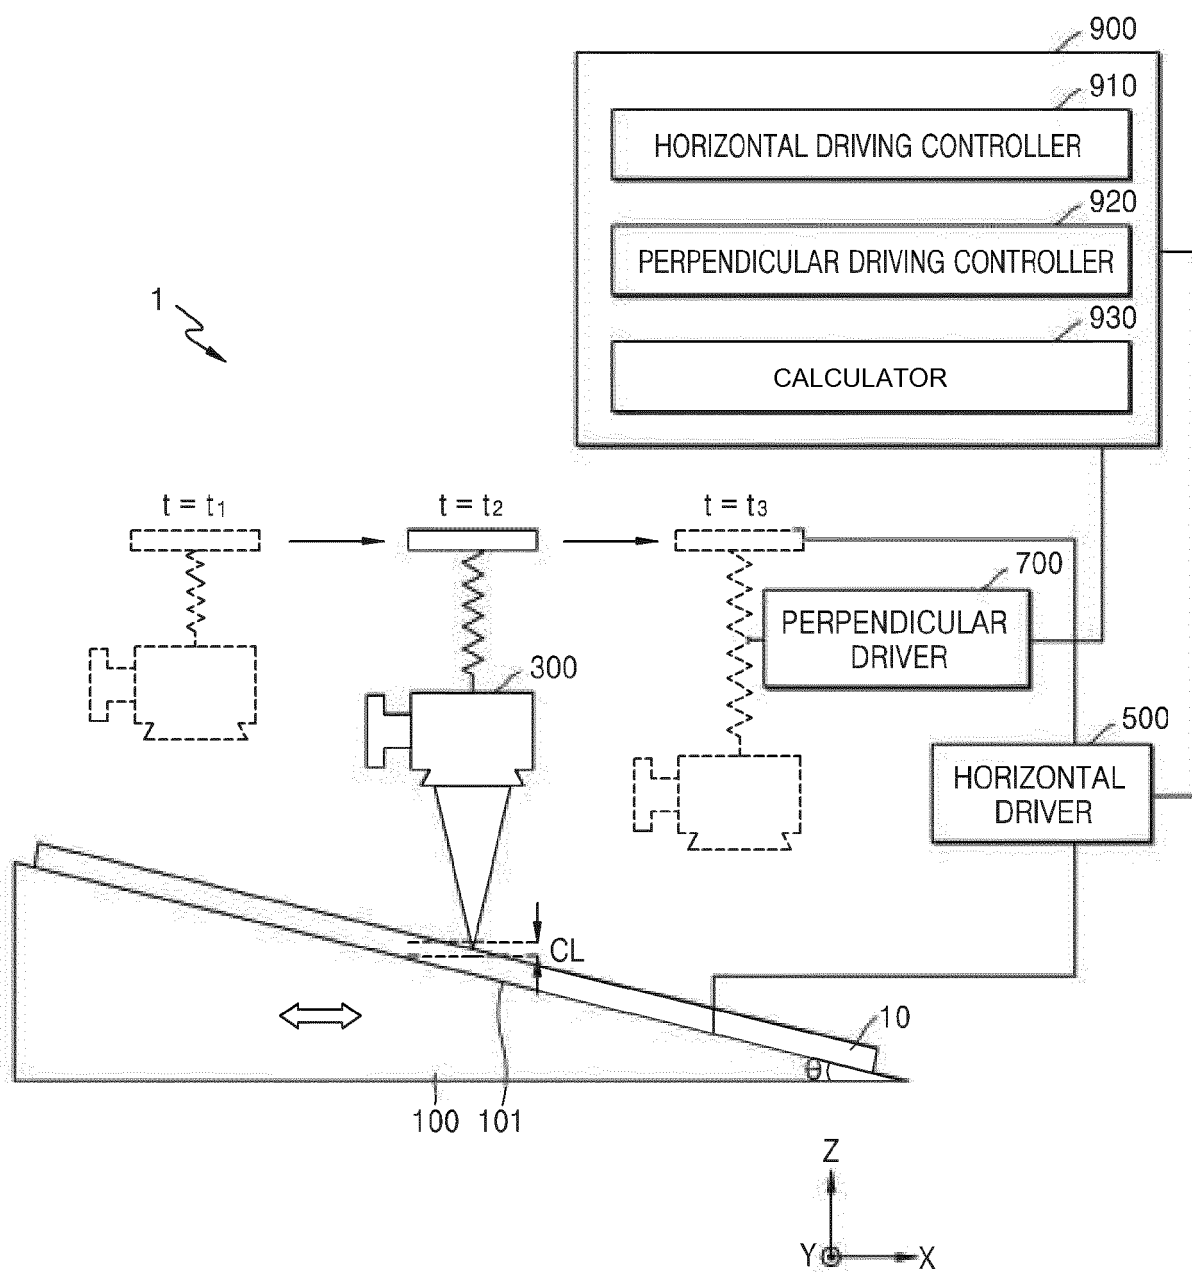 900
910
HORIZONTAL DRIVING CONTROLLER
920
PERPENDICULAR DRIVING CONTROLLER
930
CALCULATOR
1
t = t1
t = t2
t = t3
700
PERPENDICULAR
DRIVER
300
500
HORIZONTAL
DRIVER
CL
10
θ
100
101
Z
Y
X